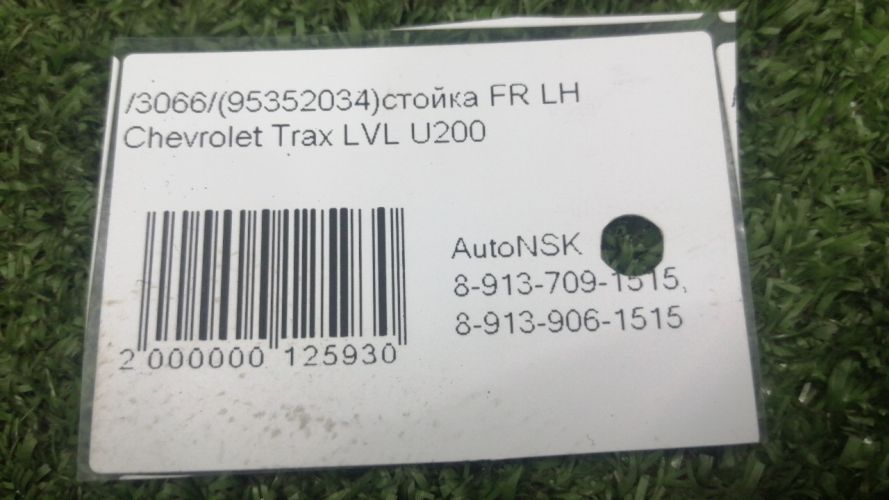 /3066/(95352034)стойка FR LH
Chevrolet Trax LVL U200
AutoNSK
8-913-709-1515,
8-913-906-1515
2 000000 125930